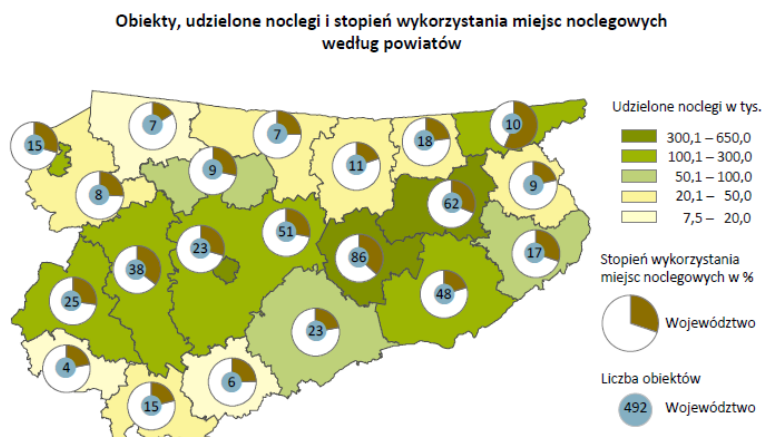 Obiekty, udzielone noclegi i stopień wykorzystania miejsc noclegowych
według powiatów
Udzielone noclegi w tys.
300,1 – 650,0
100,1 – 300,0
50,1 – 100,0
20,1 – 50,0
7,5 – 20,0
Stopień wykorzystania
miejsc noclegowych w %
Województwo
Liczba obiektów
492 Województwo
7
7
10
15
18
9
11
9
8
62
51
23
86
17
38
48
25
23
4
6
15